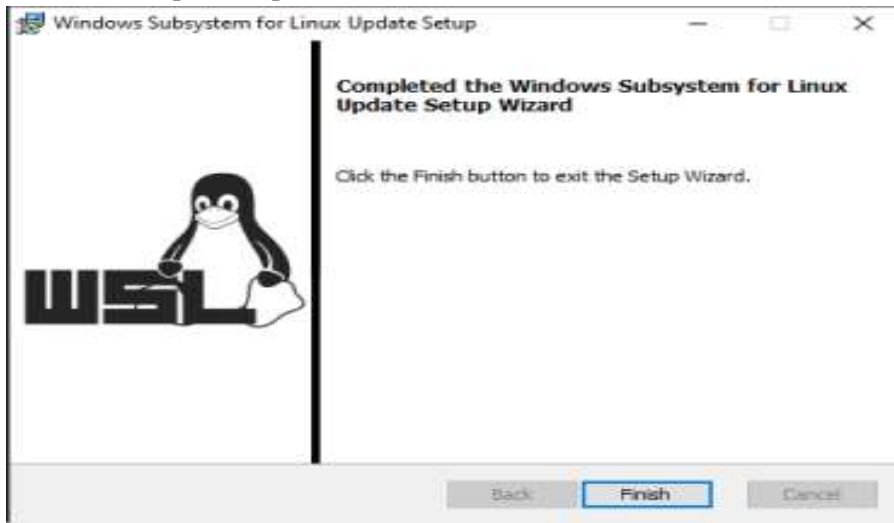 Windows Subsystem for Linux Update Setup
Completed the Windows Subsystem for Linux
Update Setup Wizard
Click the Finish button to exit the Setup Wizard.
WSL
Back
Finish
Cancel